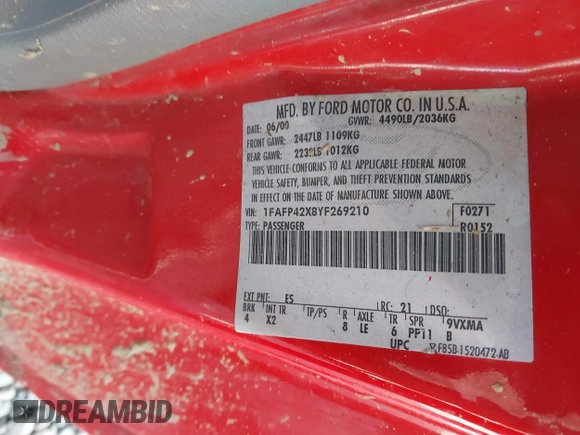 MFD. BY FORD MOTOR CO. IN U.S.A.
DATE: 06/00 GVWR: 4490LB/2036KG
FRONT GAWR: 2447LB 1109KG
REAR GAWR: 2232LB 1012KG
THIS VEHICLE CONFORMS TO ALL APPLICABLE FEDERAL MOTOR
VEHICLE SAFETY, BUMPER, AND THEFT PREVENTION STANDARDS
IN EFFECT ON THE DATE OF MANUFACTURE SHOWN ABOVE.
VIN: 1FAFP42X8YF269210 F0271
TYPE: PASSENGER R0152
EXT PNT: ES RC: 21 DSO:
BRK INT TR TP/PS R AXLE TR SPR 9VXMA
4 X2 8 LE 6 PF11 B
UPC F85B-1520472-AB
DREAMBID